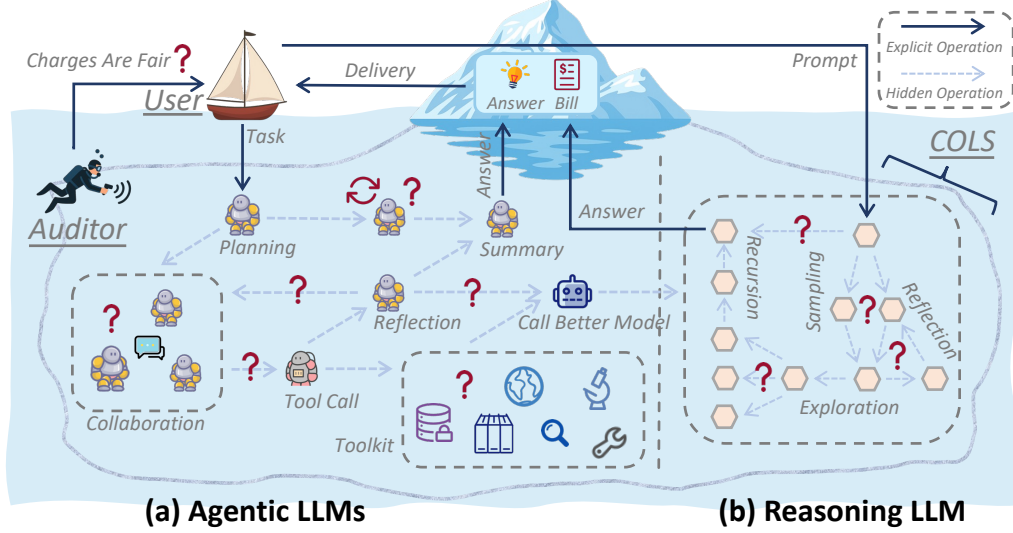 Charges Are Fair ?
User
Delivery
Answer
Bill
Prompt
Explicit Operation
Hidden Operation
Task
COLS
Auditor
?
?
Answer
Answer
Planning
Summary
?
Recursion
Sampling
Reflection
?
?
?
Reflection
?
Call Better Model
?
?
?
Tool Call
Exploration
Collaboration
?
Toolkit
(a) Agentic LLMs
(b) Reasoning LLM